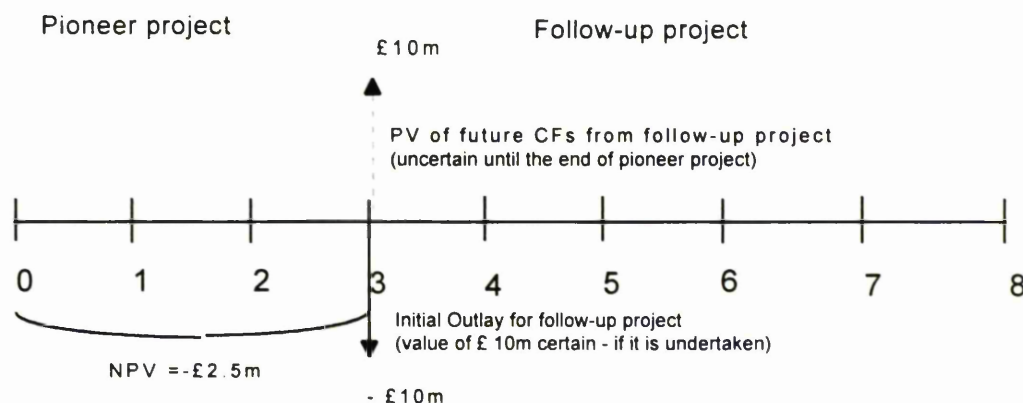 Pioneer project
Follow-up project
£10m
PV of future CFs from follow-up project
(uncertain until the end of pioneer project)
0 1 2 3 4 5 6 7 8
Initial Outlay for follow-up project
(value of £ 10m certain - if it is undertaken)
NPV =-£2.5m
- £10m